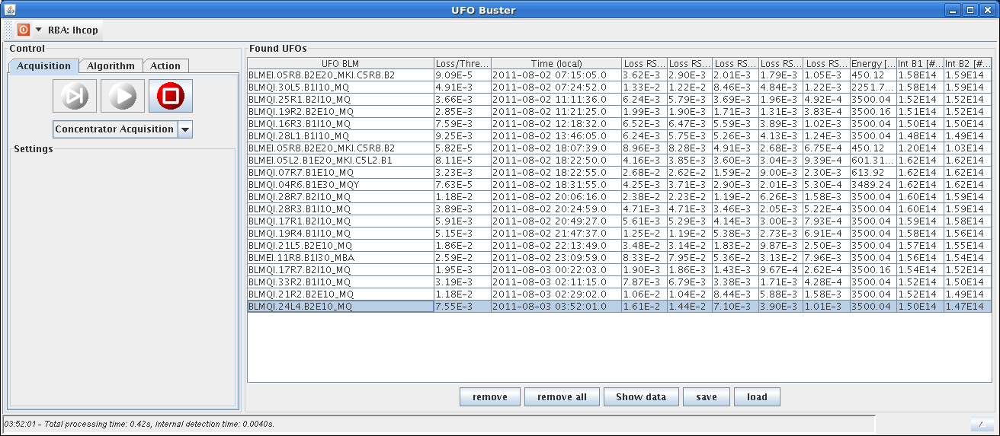 UFO Buster
RBA: lhcop
Control
Acquisition Algorithm Action
Concentrator Acquisition
Settings
Found UFOs
UFO BLM Loss/Thre... Time (local) Loss RS... Loss RS... Loss RS... Loss RS... Loss RS... Energy [... Int B1 [#... Int B2 [#...
BLMEI.05R8.B2E20_MKI.C5R8.B2 9.09E-5 2011-08-02 07:15:05.0 3.62E-3 2.90E-3 2.01E-3 1.79E-3 1.05E-3 450.12 1.58E14 1.59E14
BLMQI.30L5.B1I10_MQ 4.91E-3 2011-08-02 07:24:52.0 1.33E-2 1.22E-2 8.46E-3 4.84E-3 1.22E-3 2251.7... 1.58E14 1.59E14
BLMQI.25R1.B2I10_MQ 3.66E-3 2011-08-02 11:11:36.0 6.24E-3 5.79E-3 3.69E-3 1.96E-3 4.92E-4 3500.04 1.52E14 1.52E14
BLMQI.19R2.B2E10_MQ 2.85E-3 2011-08-02 11:21:25.0 1.99E-3 1.90E-3 1.71E-3 1.31E-3 3.83E-4 3500.16 1.51E14 1.52E14
BLMQI.16R3.B1I10_MQ 7.59E-3 2011-08-02 12:18:32.0 6.52E-3 6.47E-3 5.59E-3 3.89E-3 1.02E-3 3500.04 1.50E14 1.50E14
BLMQI.28L1.B1I10_MQ 9.25E-3 2011-08-02 13:46:05.0 6.24E-3 5.75E-3 5.26E-3 4.13E-3 1.24E-3 3500.04 1.48E14 1.49E14
BLMEI.05R8.B2E20_MKI.C5R8.B2 5.82E-5 2011-08-02 18:07:39.0 8.96E-3 8.28E-3 4.91E-3 2.68E-3 6.75E-4 450.12 1.20E14 1.03E14
BLMEI.05L2.B1E20_MKI.C5L2.B1 8.11E-5 2011-08-02 18:22:50.0 4.16E-3 3.85E-3 3.60E-3 3.04E-3 9.39E-4 601.31... 1.62E14 1.62E14
BLMQI.07R7.B1E10_MQ 3.23E-3 2011-08-02 18:22:55.0 2.68E-2 2.62E-2 1.59E-2 9.00E-3 2.30E-3 613.92 1.62E14 1.62E14
BLMQI.04R6.B1E30_MQY 7.63E-5 2011-08-02 18:31:55.0 4.25E-3 3.71E-3 2.90E-3 2.01E-3 5.30E-4 3489.24 1.62E14 1.62E14
BLMQI.28R7.B2I10_MQ 1.18E-2 2011-08-02 20:06:16.0 2.38E-2 2.23E-2 1.19E-2 6.26E-3 1.58E-3 3500.04 1.60E14 1.59E14
BLMQI.28R3.B1I10_MQ 3.89E-3 2011-08-02 20:24:59.0 4.71E-3 4.71E-3 3.46E-3 2.05E-3 5.22E-4 3500.04 1.60E14 1.59E14
BLMQI.17R1.B2I10_MQ 5.91E-3 2011-08-02 20:49:27.0 5.61E-3 5.29E-3 4.14E-3 3.00E-3 7.93E-4 3500.04 1.59E14 1.58E14
BLMQI.19R4.B1I10_MQ 5.15E-3 2011-08-02 21:47:37.0 1.25E-2 1.19E-2 5.38E-3 2.73E-3 6.91E-4 3500.04 1.58E14 1.56E14
BLMQI.21L5.B2E10_MQ 1.86E-2 2011-08-02 22:13:49.0 3.48E-2 3.14E-2 1.83E-2 9.87E-3 2.50E-3 3500.04 1.57E14 1.55E14
BLMEI.11R8.B1I30_MBA 2.59E-2 2011-08-02 23:09:59.0 8.33E-2 7.95E-2 5.36E-2 3.13E-2 7.96E-3 3500.04 1.56E14 1.54E14
BLMQI.17R7.B2I10_MQ 1.95E-3 2011-08-03 00:22:03.0 1.90E-3 1.86E-3 1.43E-3 9.67E-4 2.62E-4 3500.16 1.54E14 1.52E14
BLMQI.33R2.B1I10_MQ 3.19E-3 2011-08-03 02:11:15.0 7.87E-3 6.79E-3 3.38E-3 1.71E-3 4.28E-4 3500.04 1.52E14 1.50E14
BLMQI.21R2.B2E10_MQ 1.18E-2 2011-08-03 02:29:02.0 1.06E-2 1.04E-2 8.44E-3 5.88E-3 1.58E-3 3500.04 1.52E14 1.49E14
BLMQI.24L4.B2E10_MQ 7.55E-3 2011-08-03 03:52:01.0 1.61E-2 1.44E-2 7.10E-3 3.90E-3 1.01E-3 3500.04 1.50E14 1.47E14
remove remove all Show data save load
03:52:01 - Total processing time: 0.42s, internal detection time: 0.0040s.